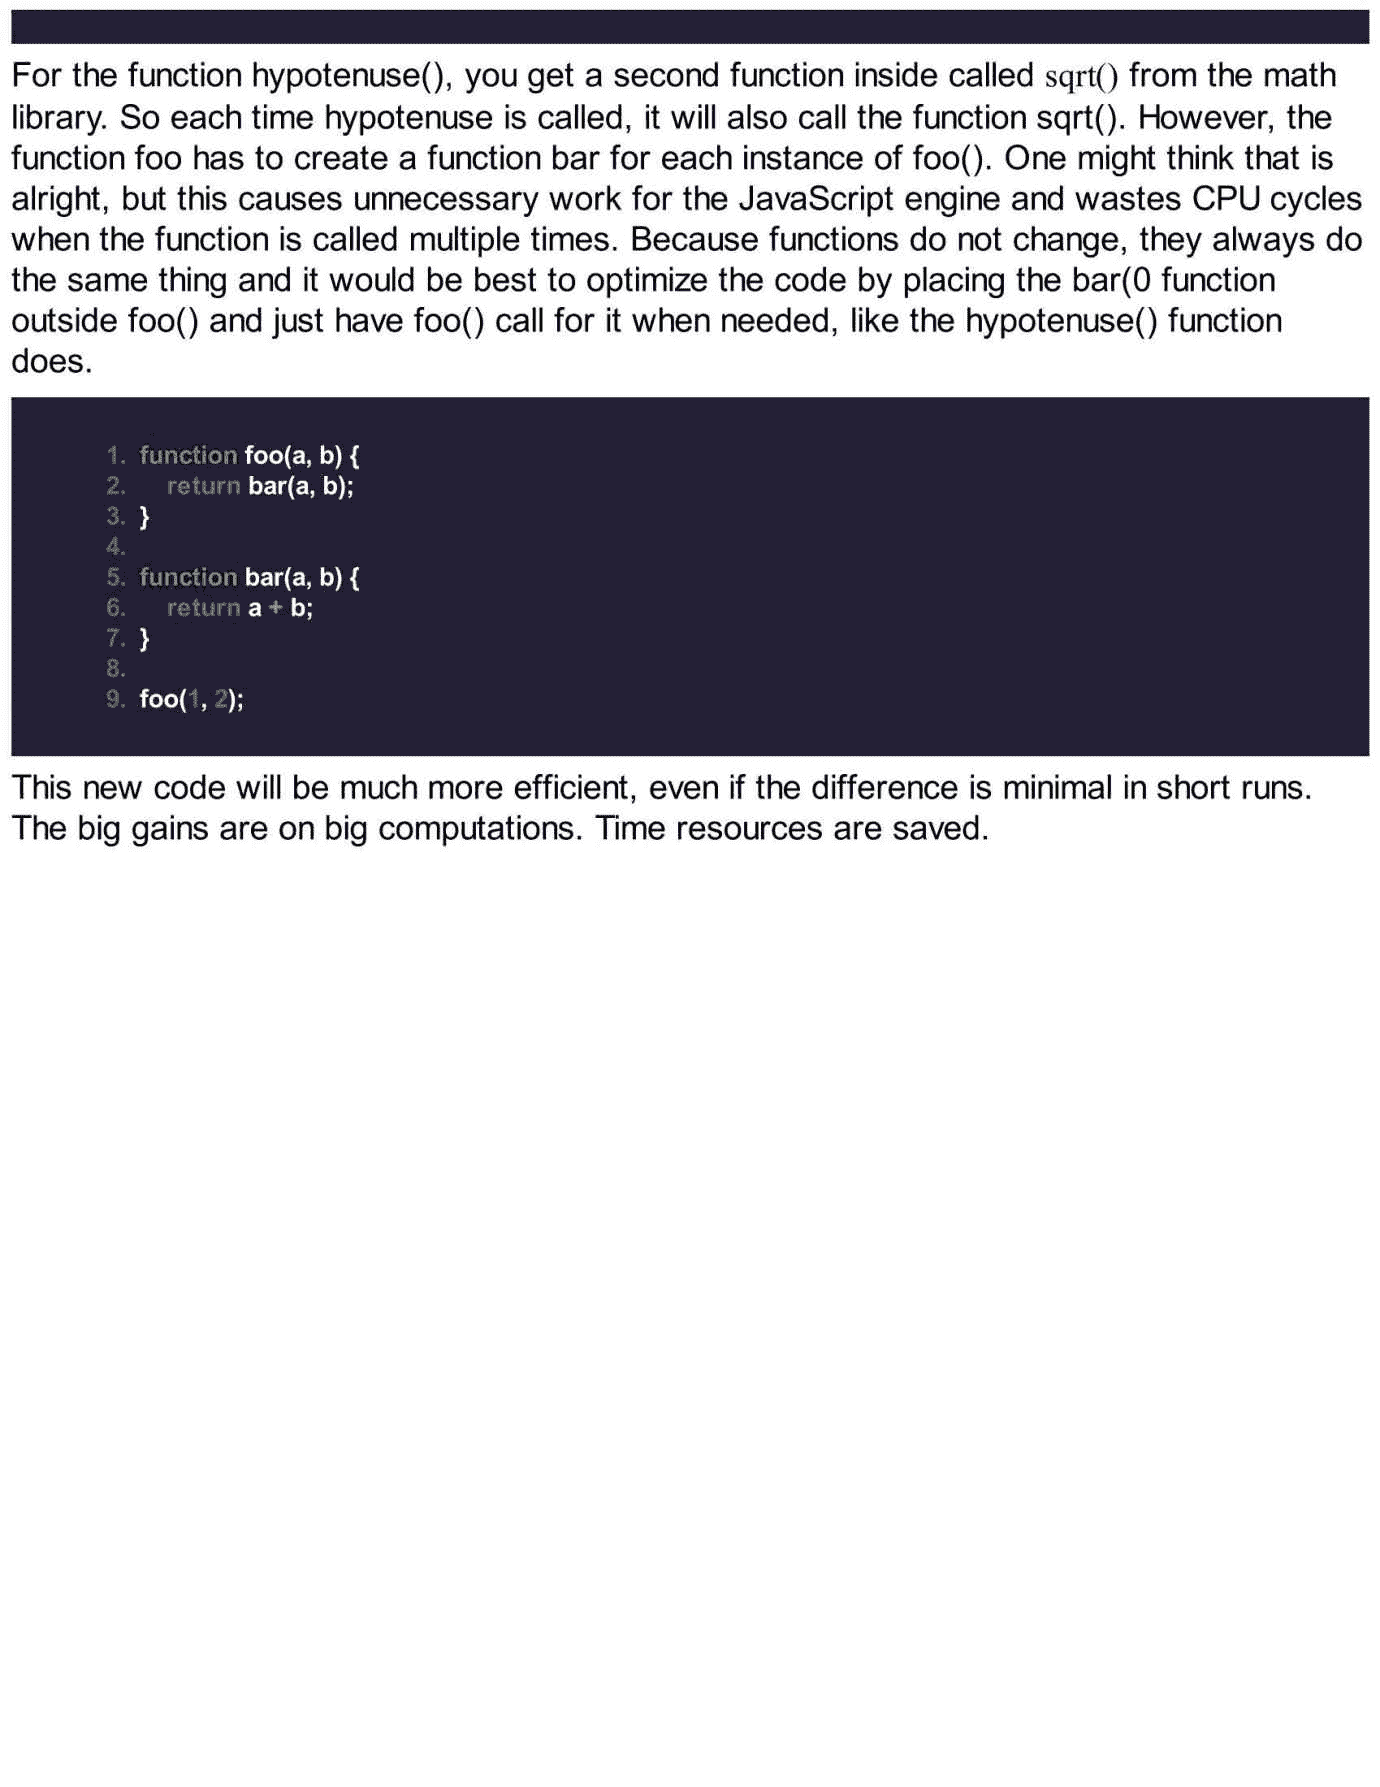 For the function hypotenuse(), you get a second function inside called sqrt() from the math
library. So each time hypotenuse is called, it will also call the function sqrt(). However, the
function foo has to create a function bar for each instance of foo(). One might think that is
alright, but this causes unnecessary work for the JavaScript engine and wastes CPU cycles
when the function is called multiple times. Because functions do not change, they always do
the same thing and it would be best to optimize the code by placing the bar(0 function
outside foo() and just have foo() call for it when needed, like the hypotenuse() function
does.
1. function foo(a, b) {
2. return bar(a, b);
3. }
4.
5. function bar(a, b) {
6. return a + b;
7. }
8.
9. foo(1, 2);
This new code will be much more efficient, even if the difference is minimal in short runs.
The big gains are on big computations. Time resources are saved.